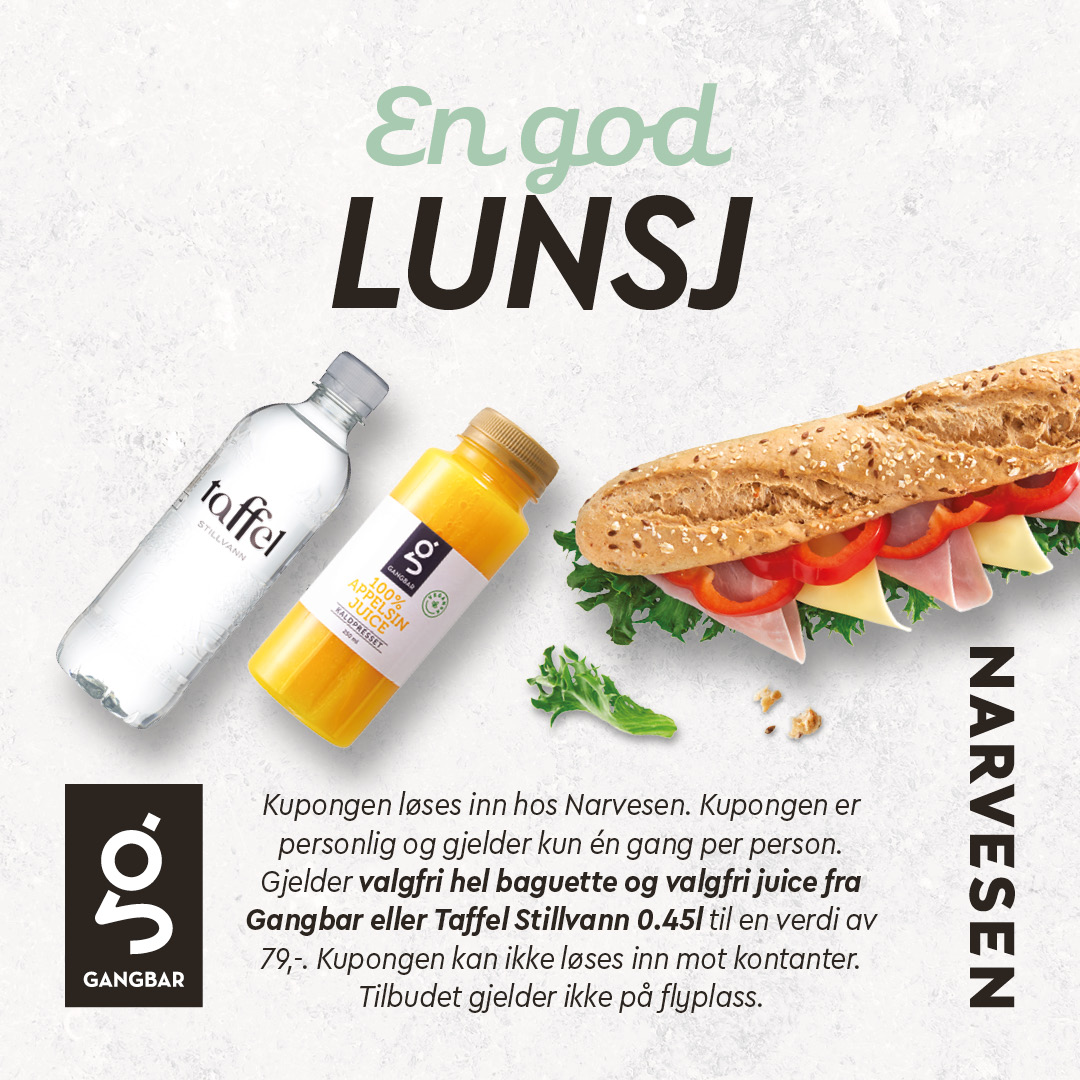 En god
LUNSJ
taffel
STILLVANN
GANGBAR
100%
APPELSIN
JUICE
KALDPRESSET
250 ml
NARVESEN
Kupongen løses inn hos Narvesen. Kupongen er
personlig og gjelder kun én gang per person.
Gjelder valgfri hel baguette og valgfri juice fra
Gangbar eller Taffel Stillvann 0.45l til en verdi av
79,-. Kupongen kan ikke løses inn mot kontanter.
Tilbudet gjelder ikke på flyplass.
GANGBAR